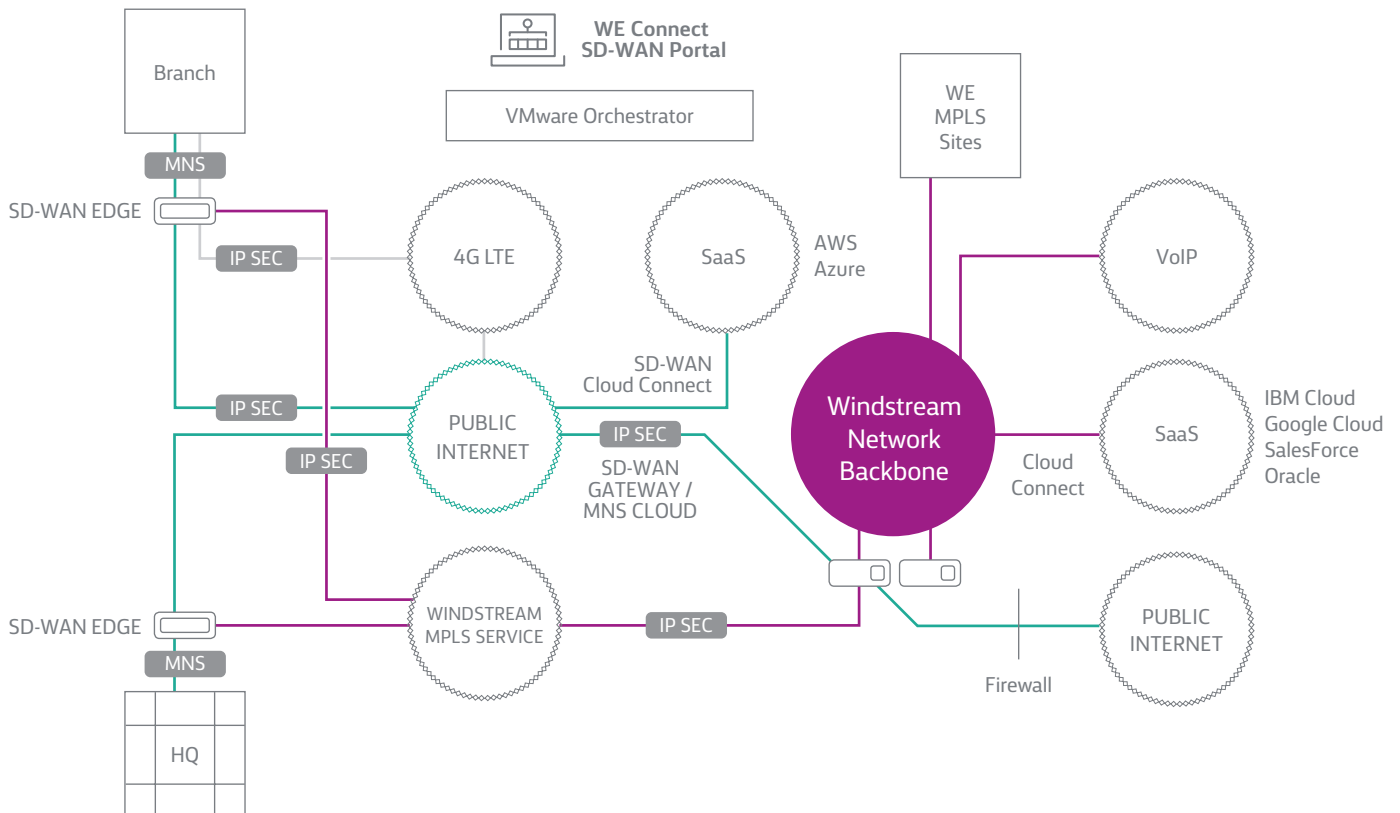 WE Connect
SD-WAN Portal
VMware Orchestrator
Branch
MNS
SD-WAN EDGE
IP SEC
4G LTE
SaaS
AWS
Azure
WE
MPLS
Sites
VoIP
SD-WAN
Cloud Connect
IP SEC
PUBLIC
INTERNET
IP SEC
IP SEC
SD-WAN
GATEWAY /
MNS CLOUD
Windstream
Network
Backbone
Cloud
Connect
SaaS
IBM Cloud
Google Cloud
SalesForce
Oracle
SD-WAN EDGE
MNS
HQ
WINDSTREAM
MPLS SERVICE
IP SEC
Firewall
PUBLIC
INTERNET